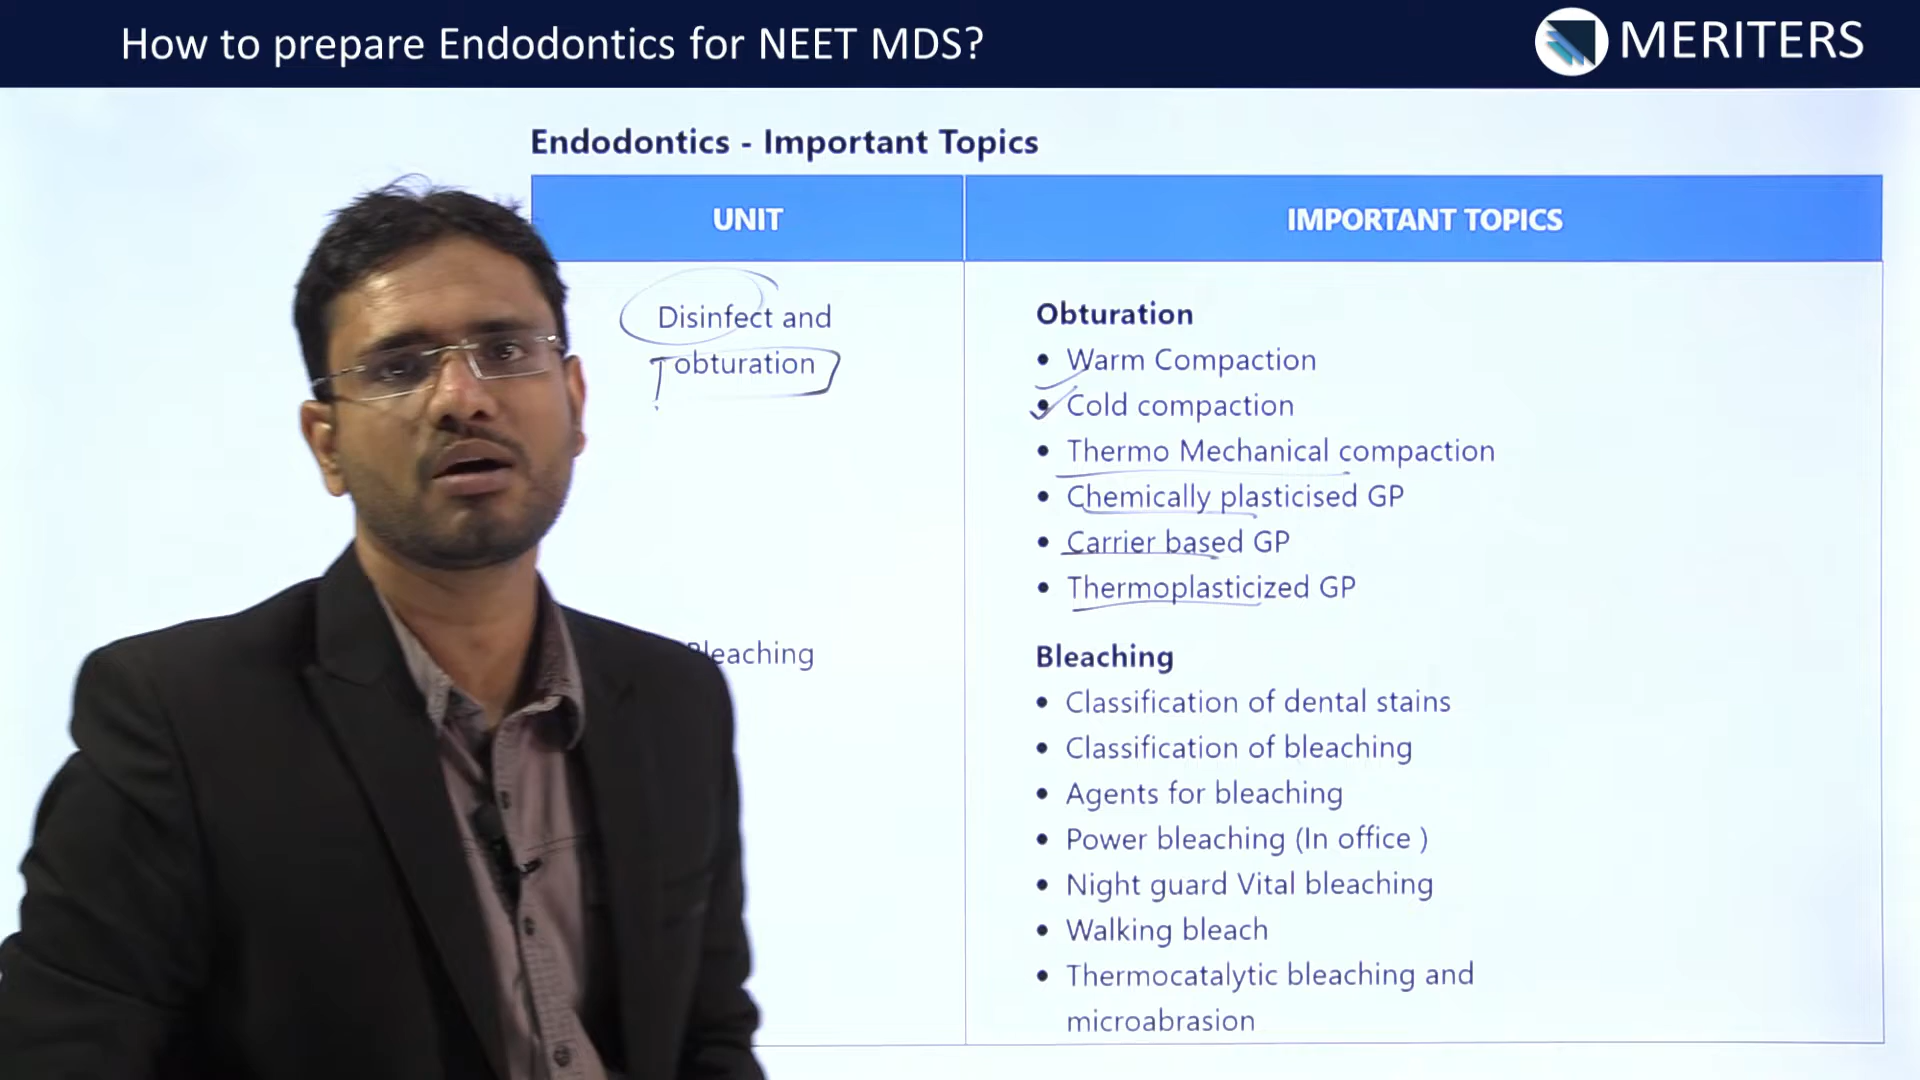 How to prepare Endodontics for NEET MDS?
MERITERS
Endodontics - Important Topics
UNIT
IMPORTANT TOPICS
Disinfect and
obturation
Obturation
• Warm Compaction
• Cold compaction
• Thermo Mechanical compaction
• Chemically plasticised GP
• Carrier based GP
• Thermoplasticized GP
Bleaching
Bleaching
• Classification of dental stains
• Classification of bleaching
• Agents for bleaching
• Power bleaching (In office )
• Night guard Vital bleaching
• Walking bleach
• Thermocatalytic bleaching and
microabrasion